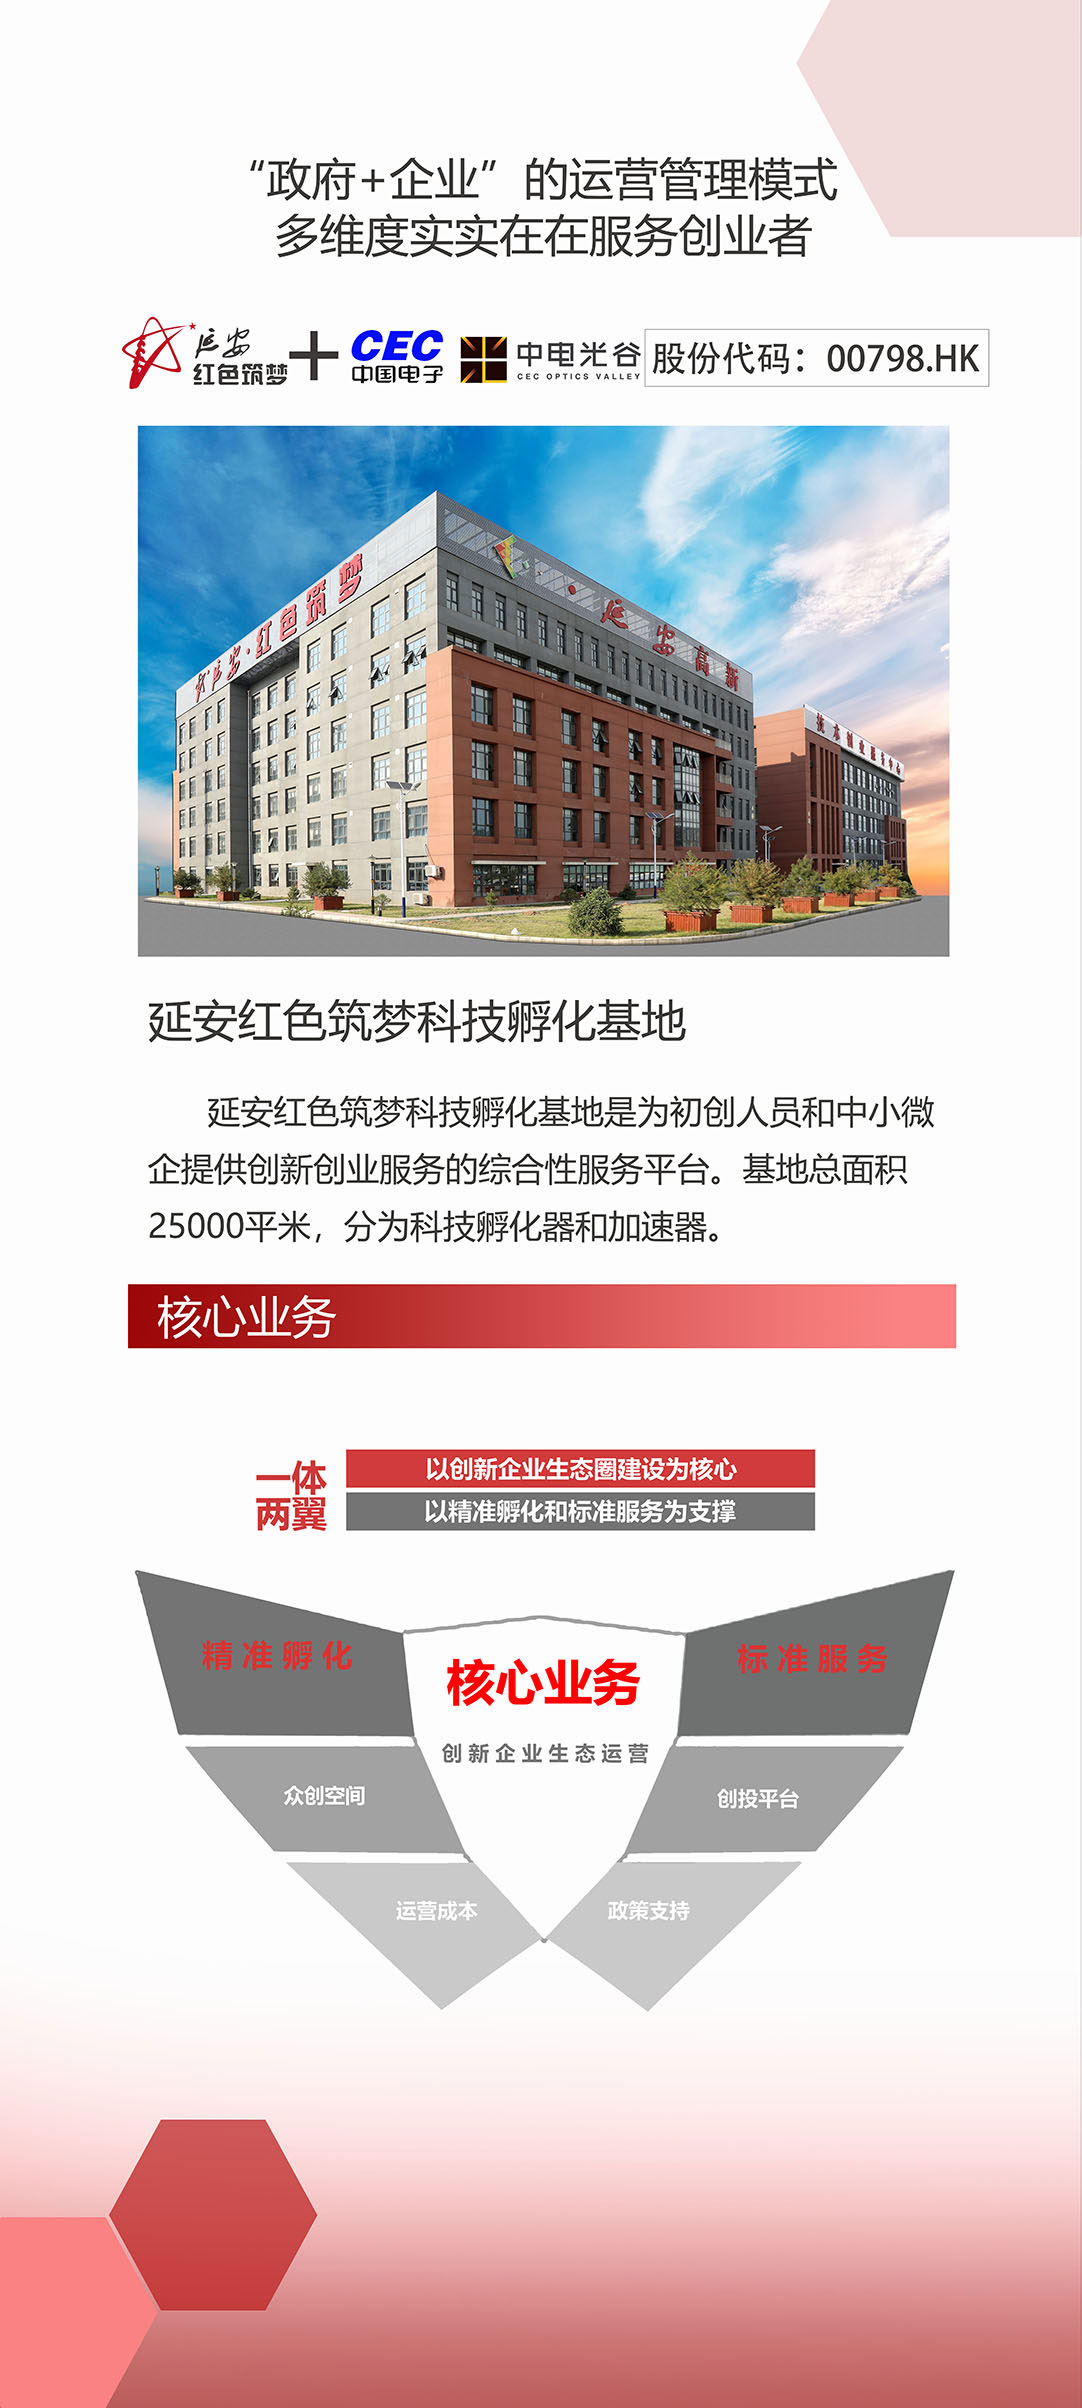 “政府+企业”的运营管理模式
多维度实实在在服务创业者
延安
红色筑梦
+
CEC
中国电子
中电光谷
CEC OPTICS VALLEY
股份代码：00798.HK
延安·红色筑梦
·延安高新
技术创业服务中心
延安红色筑梦科技孵化基地
延安红色筑梦科技孵化基地是为初创人员和中小微
企提供创新创业服务的综合性服务平台。基地总面积
25000平米，分为科技孵化器和加速器。
核心业务
一体
两翼
以创新企业生态圈建设为核心
以精准孵化和标准服务为支撑
精准孵化
核心业务
标准服务
创新企业生态运营
众创空间
创投平台
运营成本
政策支持